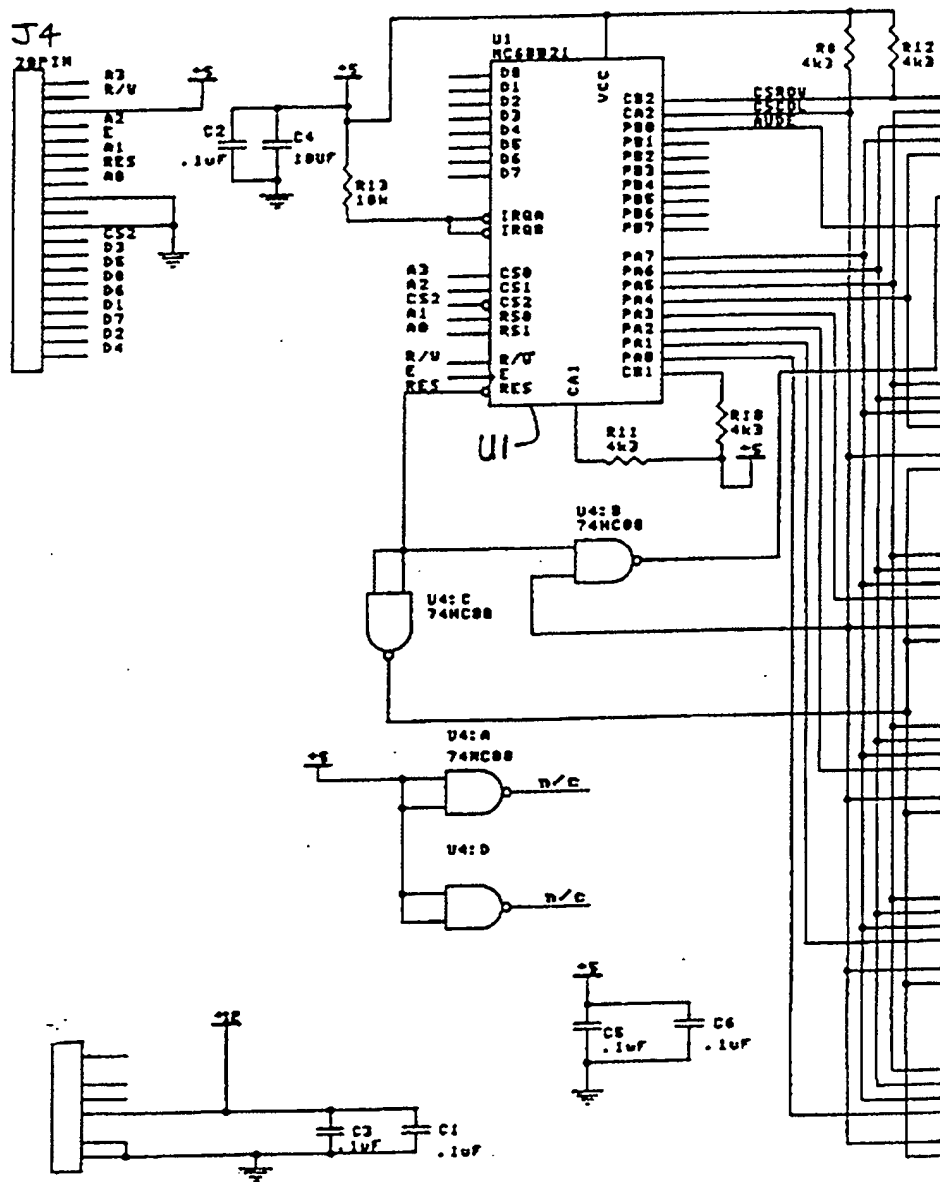 J4
20PIN
A3
R/W
+5
A2
E
A1
RES
A0
CS2
D3
D5
D0
D6
D1
D7
D2
D4
C2
.1uF
C4
10UF
+5
R13
10k
U1
MC68B21
D0
D1
D2
D3
D4
D5
D6
D7
IRQA
IRQB
A3
A2
CS2
A1
A0
R/W
E
RES
CS0
CS1
CS2
RS0
RS1
R/W
E
RES
VCC
CA1
CB2
CA2
PB0
PB1
PB2
PB3
PB4
PB5
PB6
PB7
PA7
PA6
PA5
PA4
PA3
PA2
PA1
PA0
CB1
CSROW
CSCOL
4k3
R12
4k3
U1
R11
4k3
R10
4k3
+5
U4:B
74HC00
U4:C
74HC00
U4:A
74HC00
+5
n/c
U4:D
n/c
+5
C5
.1uF
C6
.1uF
C3
.1uF
C1
.1uF